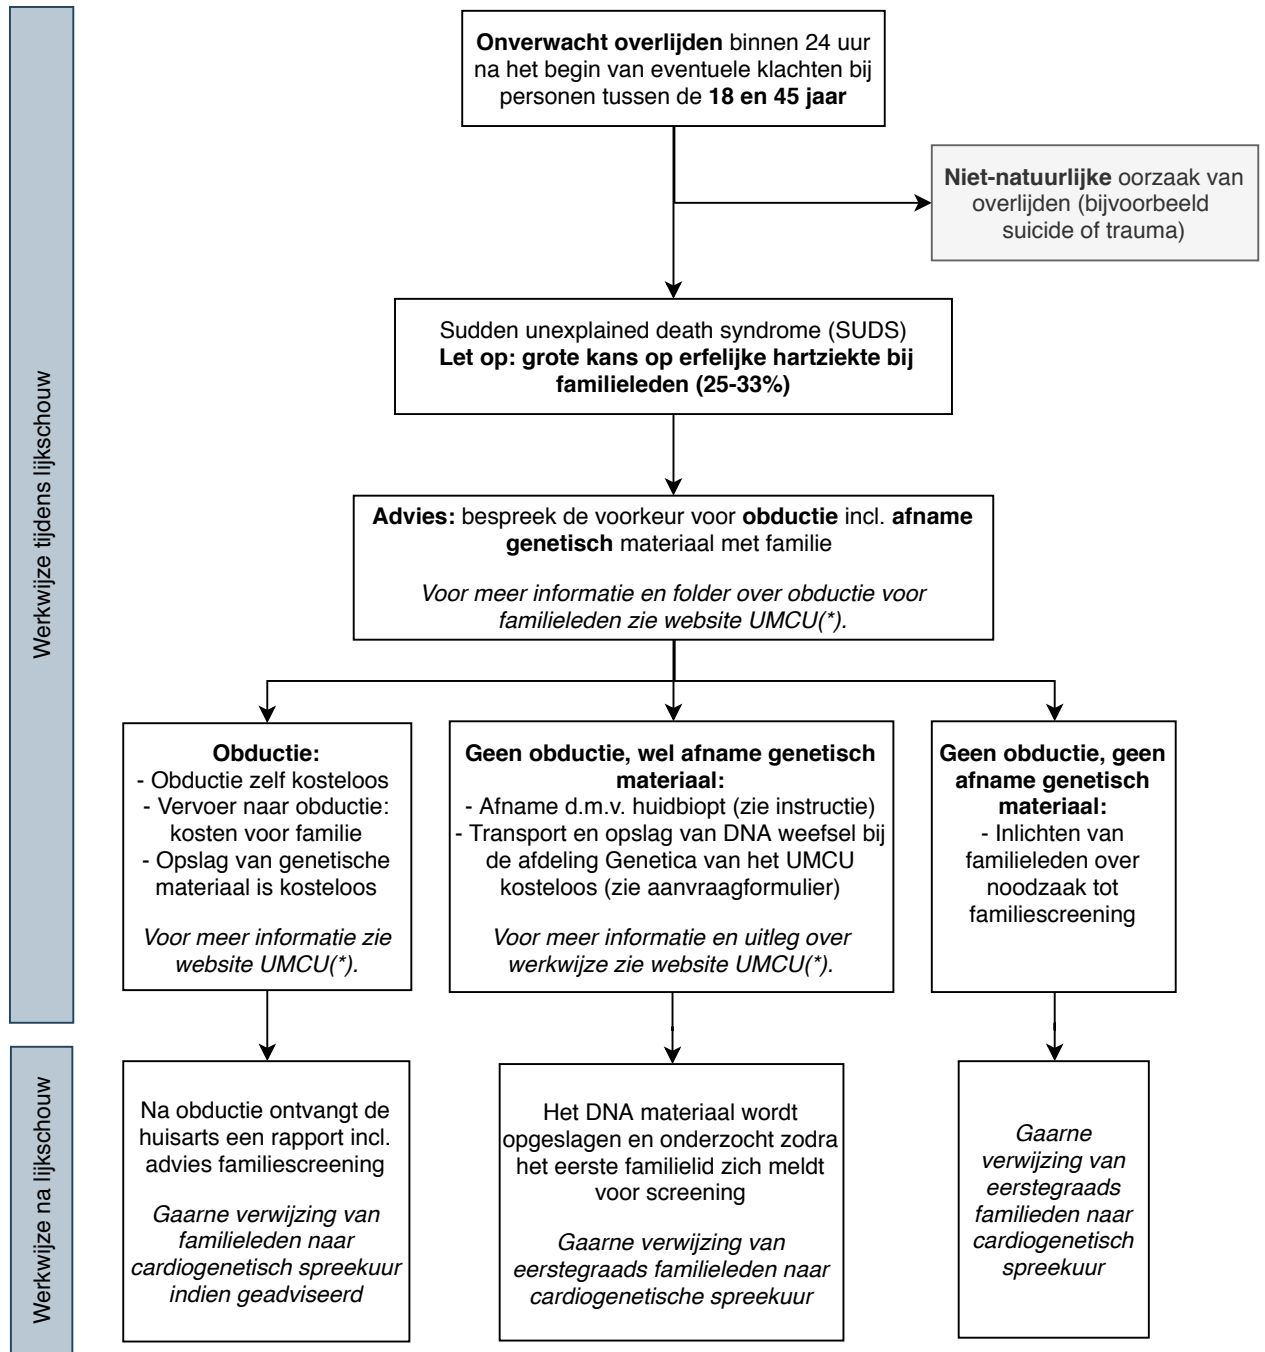 Werkwijze tijdens lijkschouw
Onverwacht overlijden binnen 24 uur
na het begin van eventuele klachten bij
personen tussen de 18 en 45 jaar
Niet-natuurlijke oorzaak van
overlijden (bijvoorbeeld
suicide of trauma)
Sudden unexplained death syndrome (SUDS)
Let op: grote kans op erfelijke hartziekte bij
familieleden (25-33%)
Advies: bespreek de voorkeur voor obductie incl. afname
genetisch materiaal met familie
Voor meer informatie en folder over obductie voor
familieleden zie website UMCU(*).
Obductie:
- Obductie zelf kosteloos
- Vervoer naar obductie:
kosten voor familie
- Opslag van genetische
materiaal is kosteloos
Voor meer informatie zie
website UMCU(*).
Geen obductie, wel afname genetisch
materiaal:
- Afname d.m.v. huidbiopt (zie instructie)
- Transport en opslag van DNA weefsel bij
de afdeling Genetica van het UMCU
kosteloos (zie aanvraagformulier)
Voor meer informatie en uitleg over
werkwijze zie website UMCU(*).
Geen obductie, geen
afname genetisch
materiaal:
- Inlichten van
familieleden over
noodzaak tot
familiescreening
Werkwijze na lijkschouw
Na obductie ontvangt de
huisarts een rapport incl.
advies familiescreening
Gaarne verwijzing van
familieleden naar
cardiogenetisch spreekuur
indien geadviseerd
Het DNA materiaal wordt
opgeslagen en onderzocht zodra
het eerste familielid zich meldt
voor screening
Gaarne verwijzing van
eerstegraads familieleden naar
cardiogenetische spreekuur
Gaarne
verwijzing van
eerstegraads
familieden naar
cardiogenetisch
spreekuur